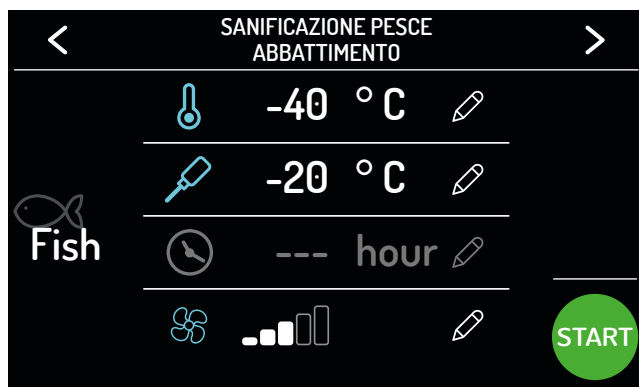 SANIFICAZIONE PESCE
ABBATTIMENTO
-40 °C
-20 °C
Fish
--- hour
START